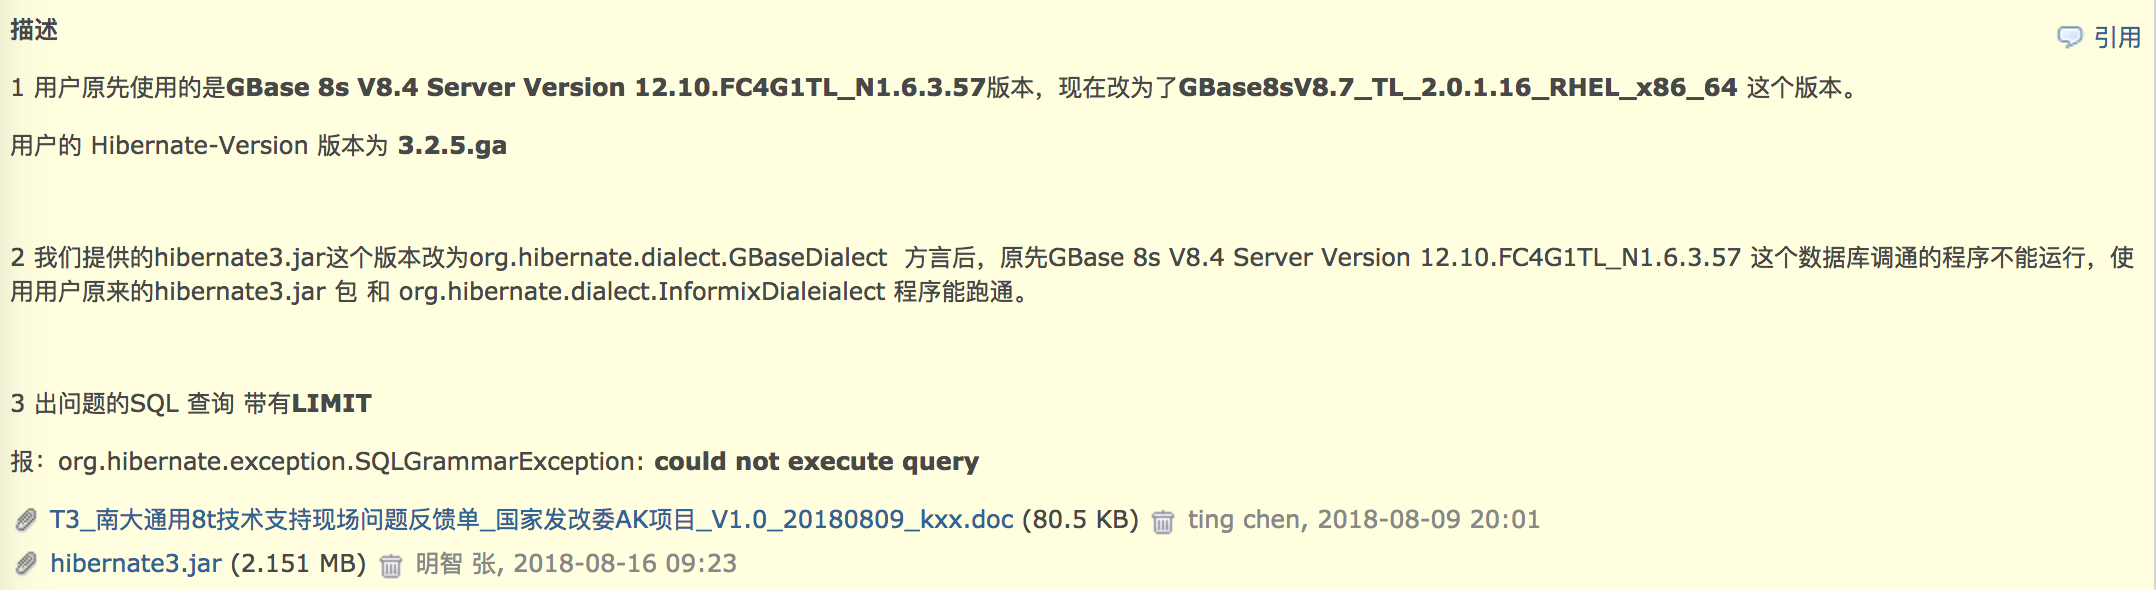 描述
引用
1 用户原先使用的是GBase 8s V8.4 Server Version 12.10.FC4G1TL_N1.6.3.57版本，现在改为了GBase8sV8.7_TL_2.0.1.16_RHEL_x86_64 这个版本。
用户的 Hibernate-Version 版本为 3.2.5.ga
2 我们提供的hibernate3.jar这个版本改为org.hibernate.dialect.GBaseDialect 方言后，原先GBase 8s V8.4 Server Version 12.10.FC4G1TL_N1.6.3.57 这个数据库调通的程序不能运行，使
用用户原来的hibernate3.jar 包 和 org.hibernate.dialect.InformixDialeialect 程序能跑通。
3 出问题的SQL 查询 带有LIMIT
报：org.hibernate.exception.SQLGrammarException: could not execute query
T3_南大通用8t技术支持现场问题反馈单_国家发改委AK项目_V1.0_20180809_kxx.doc (80.5 KB) ting chen, 2018-08-09 20:01
hibernate3.jar (2.151 MB) 明智 张, 2018-08-16 09:23